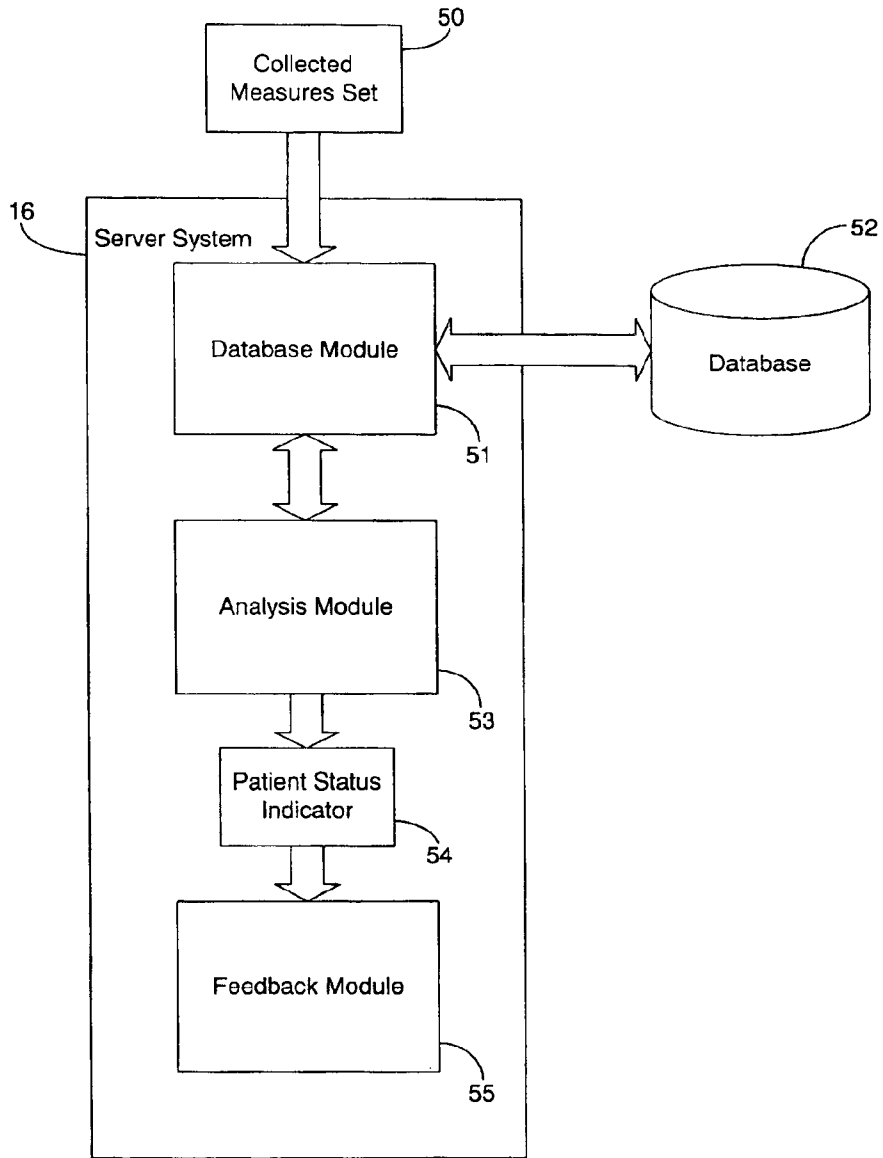 50
Collected
Measures Set
16
Server System
52
Database Module
Database
51
Analysis Module
53
Patient Status
Indicator
54
Feedback Module
55